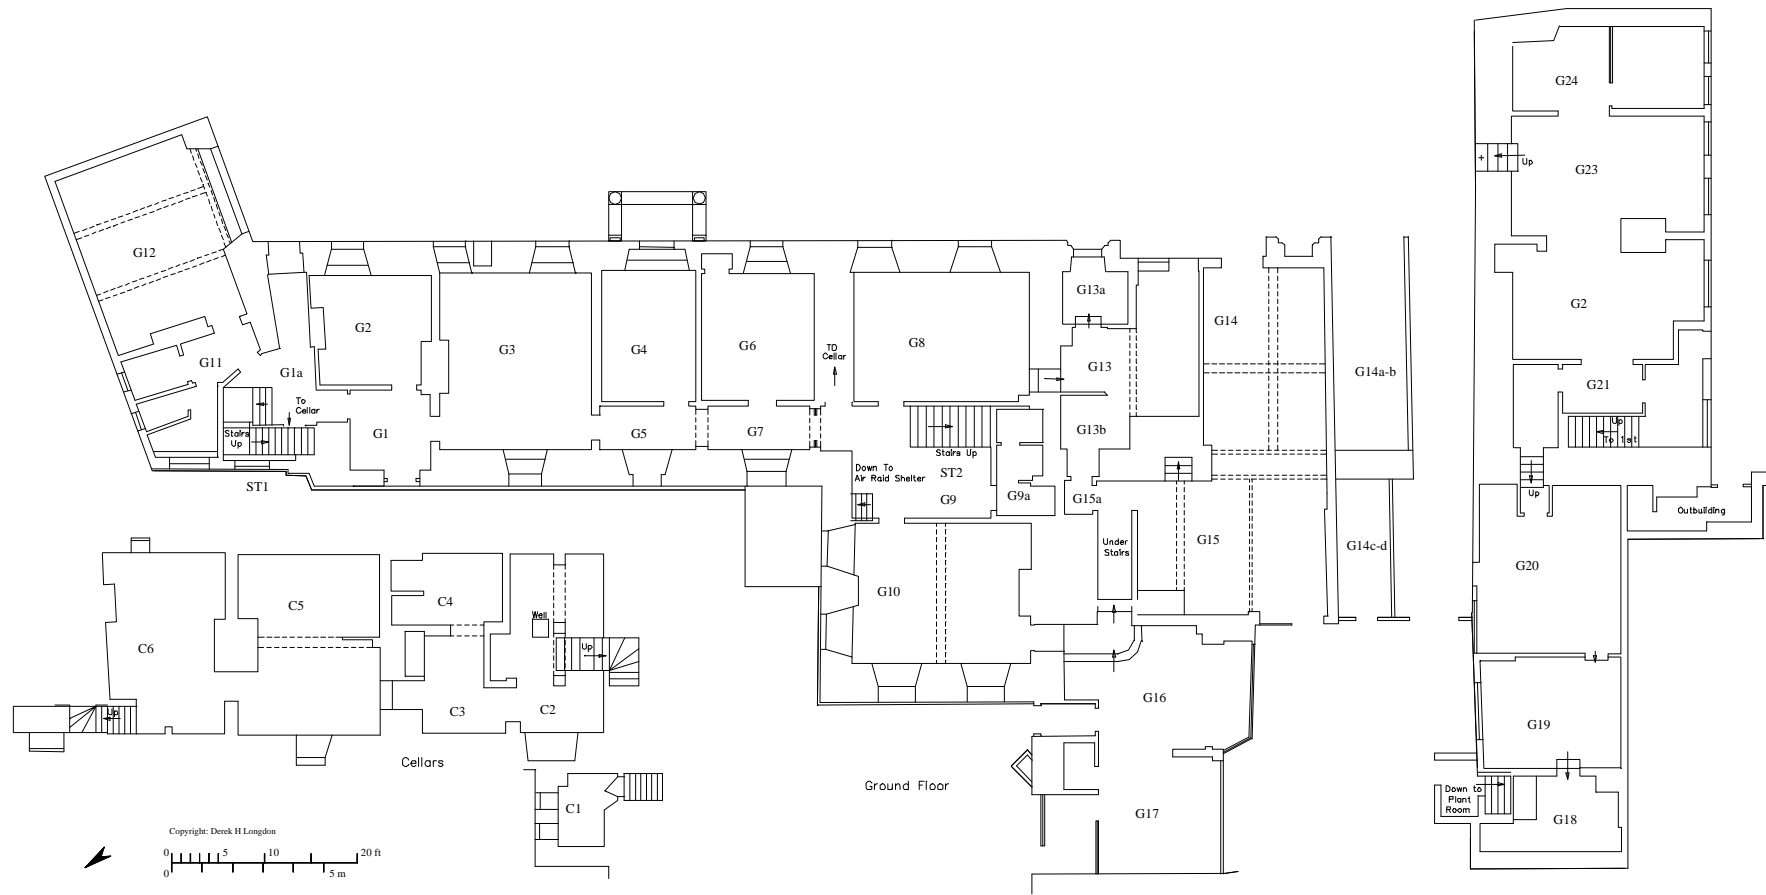 G24
Up
G23
G12
G2
G13a
G2
G3
G4
G6
TO
Cellar
G8
G13
G14
G14a-b
G11
G1a
To
Cellar
Stairs
Up
G1
G5
G7
Stairs Up
G13b
G21
Up
To 1st
ST1
Down To
Air Raid Shelter
ST2
G9
G9a
G15a
Up
Outbuilding
Under
Stairs
G15
G14c-d
G10
G20
C5
C4
Well
C6
Up
C3
C2
Up
G16
G19
Cellars
Ground Floor
C1
G17
Down to
Plant
Room
G18
Copyright: Derek H Longdon
0 5 10 20 ft
0 5 m